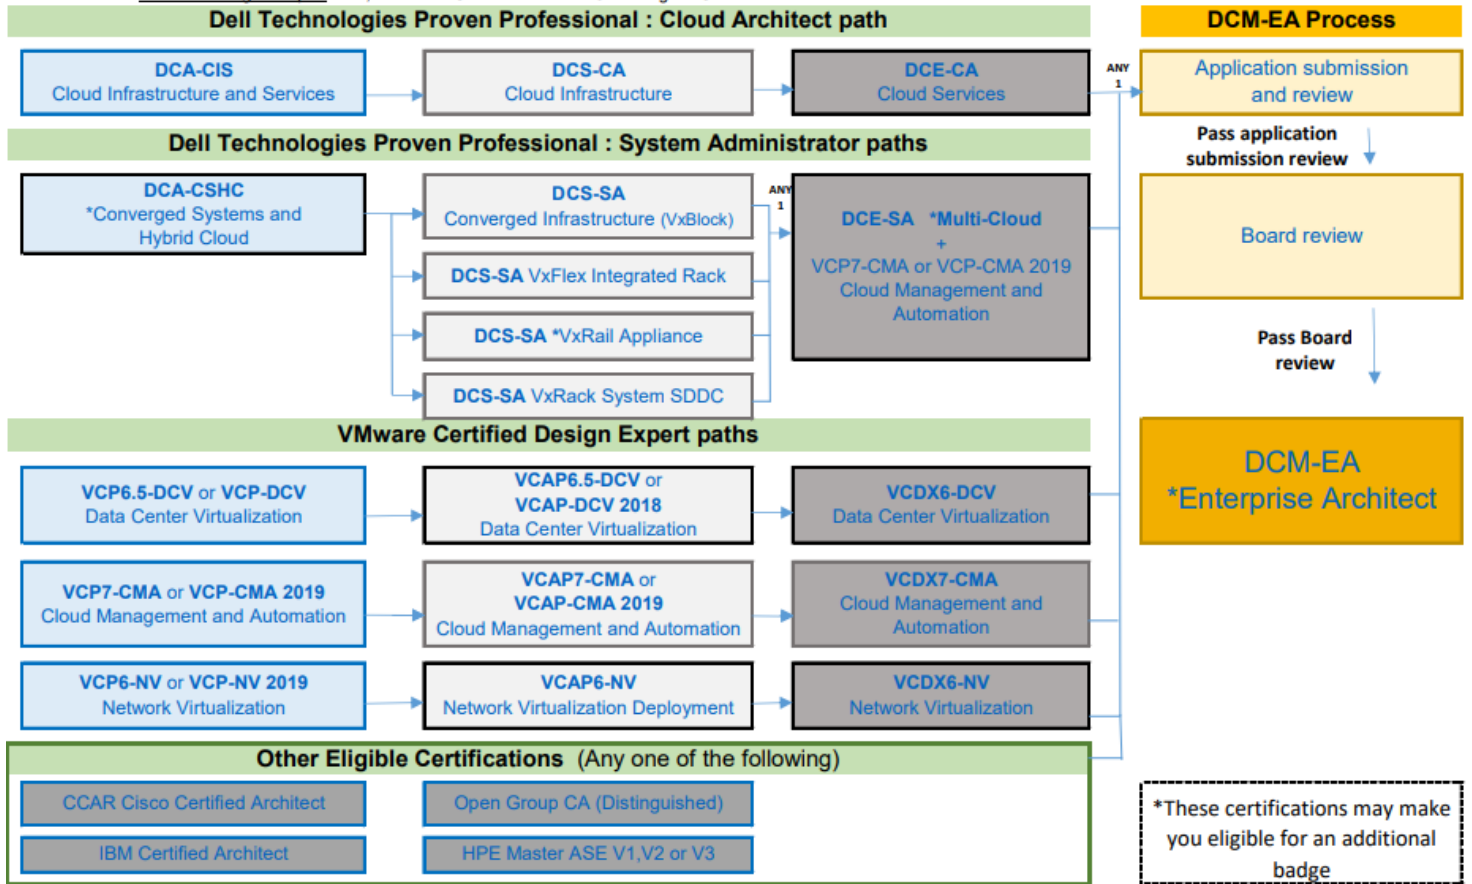 Dell Technologies Proven Professional : Cloud Architect path
DCM-EA Process
DCA-CIS
Cloud Infrastructure and Services
DCS-CA
Cloud Infrastructure
DCE-CA
Cloud Services
ANY
1
Application submission
and review
Pass application
submission review
Dell Technologies Proven Professional : System Administrator paths
DCA-CSHC
*Converged Systems and
Hybrid Cloud
DCS-SA
Converged Infrastructure (VxBlock)
DCS-SA VxFlex Integrated Rack
DCS-SA *VxRail Appliance
DCS-SA VxRack System SDDC
ANY
1
DCE-SA *Multi-Cloud
+
VCP7-CMA or VCP-CMA 2019
Cloud Management and
Automation
Board review
Pass Board
review
VMware Certified Design Expert paths
VCP6.5-DCV or VCP-DCV
Data Center Virtualization
VCAP6.5-DCV or
VCAP-DCV 2018
Data Center Virtualization
VCDX6-DCV
Data Center Virtualization
DCM-EA
*Enterprise Architect
VCP7-CMA or VCP-CMA 2019
Cloud Management and Automation
VCAP7-CMA or
VCAP-CMA 2019
Cloud Management and Automation
VCDX7-CMA
Cloud Management and
Automation
VCP6-NV or VCP-NV 2019
Network Virtualization
VCAP6-NV
Network Virtualization Deployment
VCDX6-NV
Network Virtualization
Other Eligible Certifications (Any one of the following)
CCAR Cisco Certified Architect
Open Group CA (Distinguished)
IBM Certified Architect
HPE Master ASE V1,V2 or V3
*These certifications may make
you eligible for an additional
badge